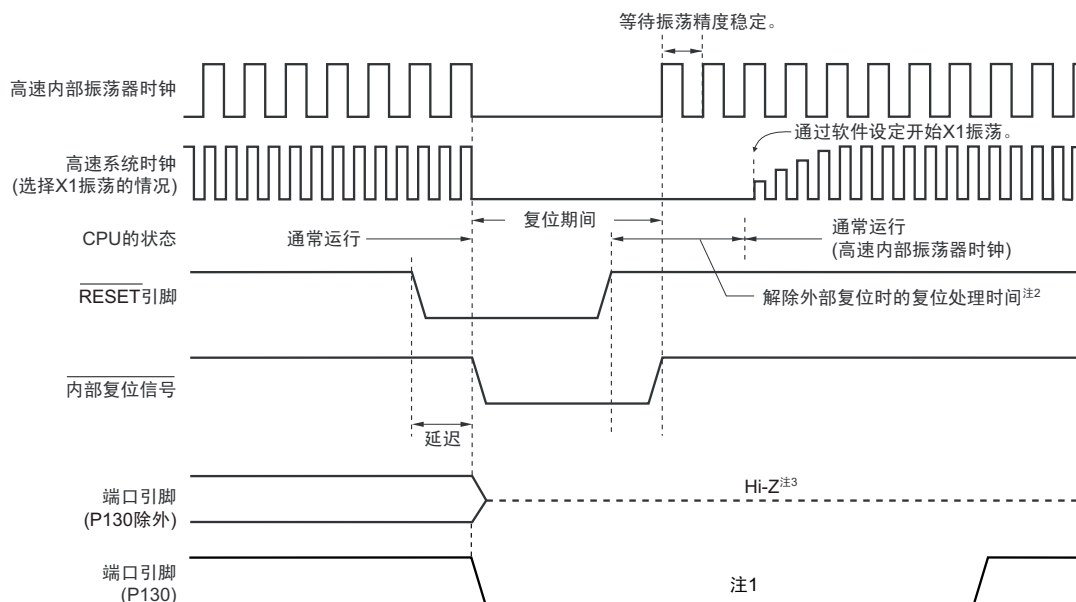 等待振荡精度稳定。
高速内部振荡器时钟
通过软件设定开始X1振荡。
高速系统时钟
(选择X1振荡的情况)
复位期间
CPU的状态
通常运行
通常运行
(高速内部振荡器时钟)
RESET引脚
解除外部复位时的复位处理时间注2
内部复位信号
延迟
端口引脚
(P130除外)
Hi-Z注3
端口引脚
(P130)
注1